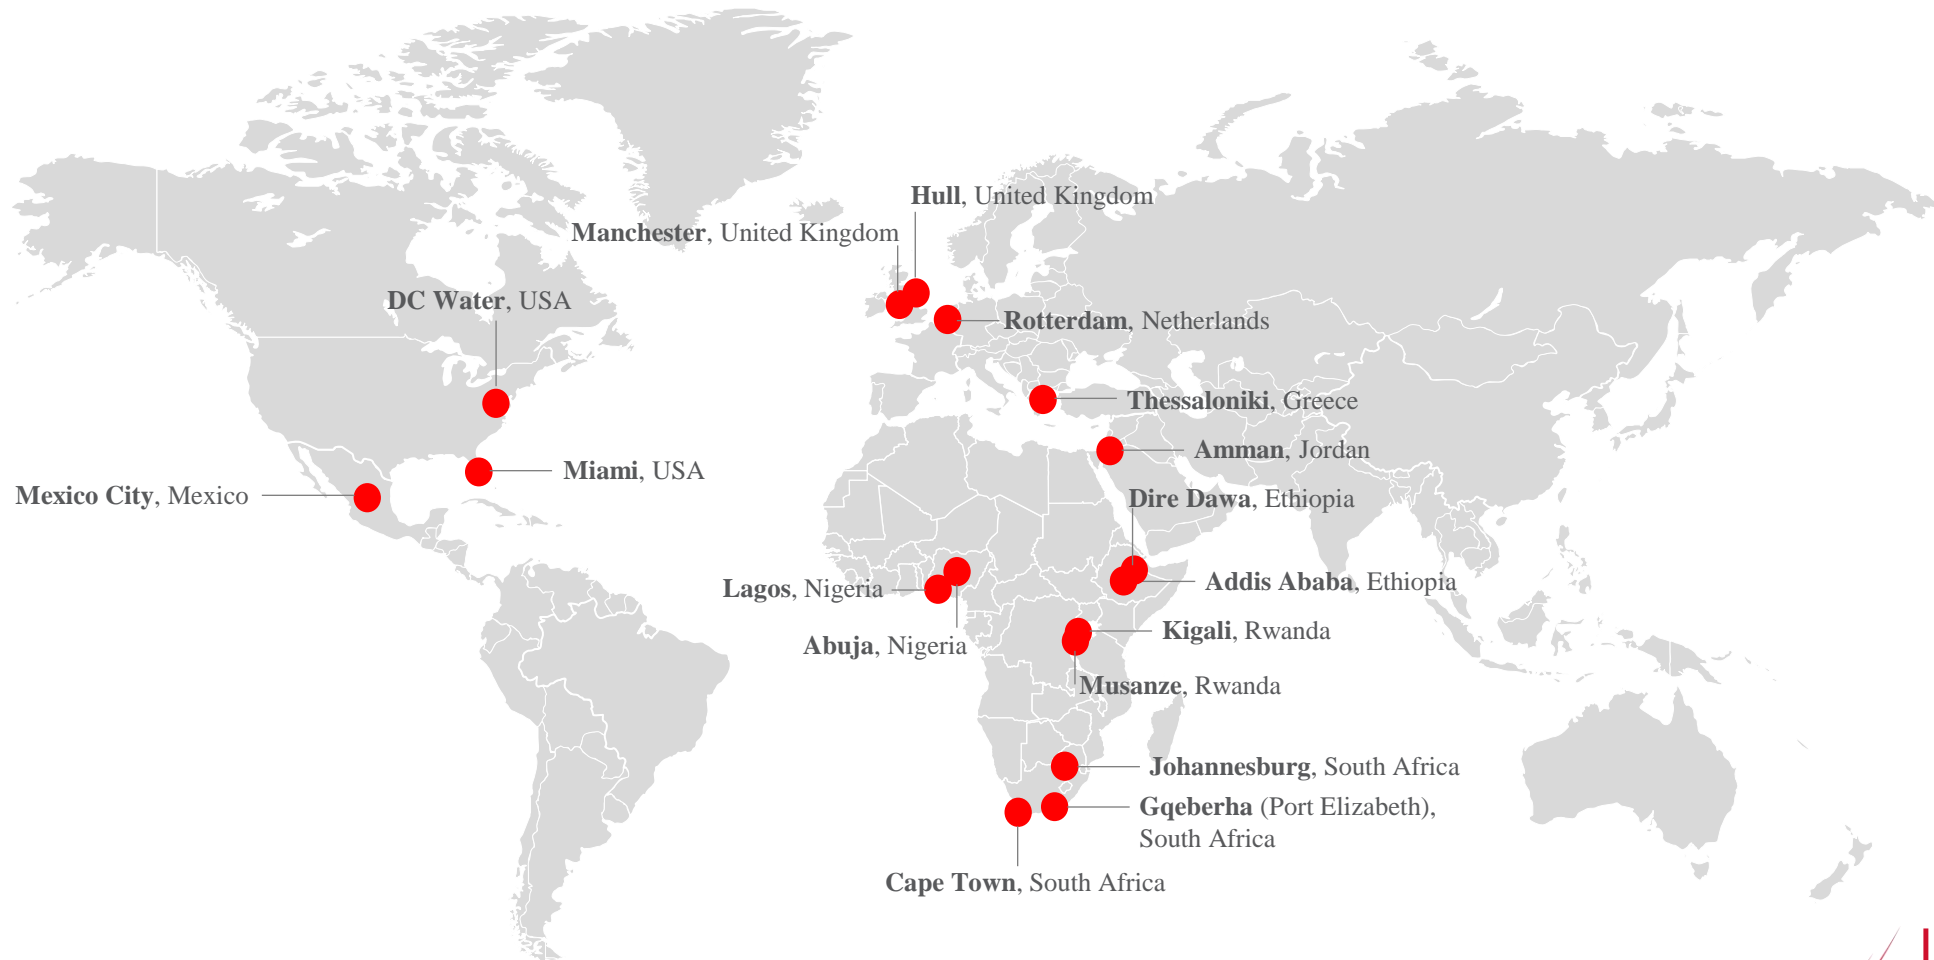 Hull, United Kingdom
Manchester, United Kingdom
DC Water, USA
Rotterdam, Netherlands
Thessaloniki, Greece
Amman, Jordan
Miami, USA
Mexico City, Mexico
Dire Dawa, Ethiopia
Addis Ababa, Ethiopia
Lagos, Nigeria
Kigali, Rwanda
Abuja, Nigeria
Musanze, Rwanda
Johannesburg, South Africa
Gqeberha (Port Elizabeth),
South Africa
Cape Town, South Africa